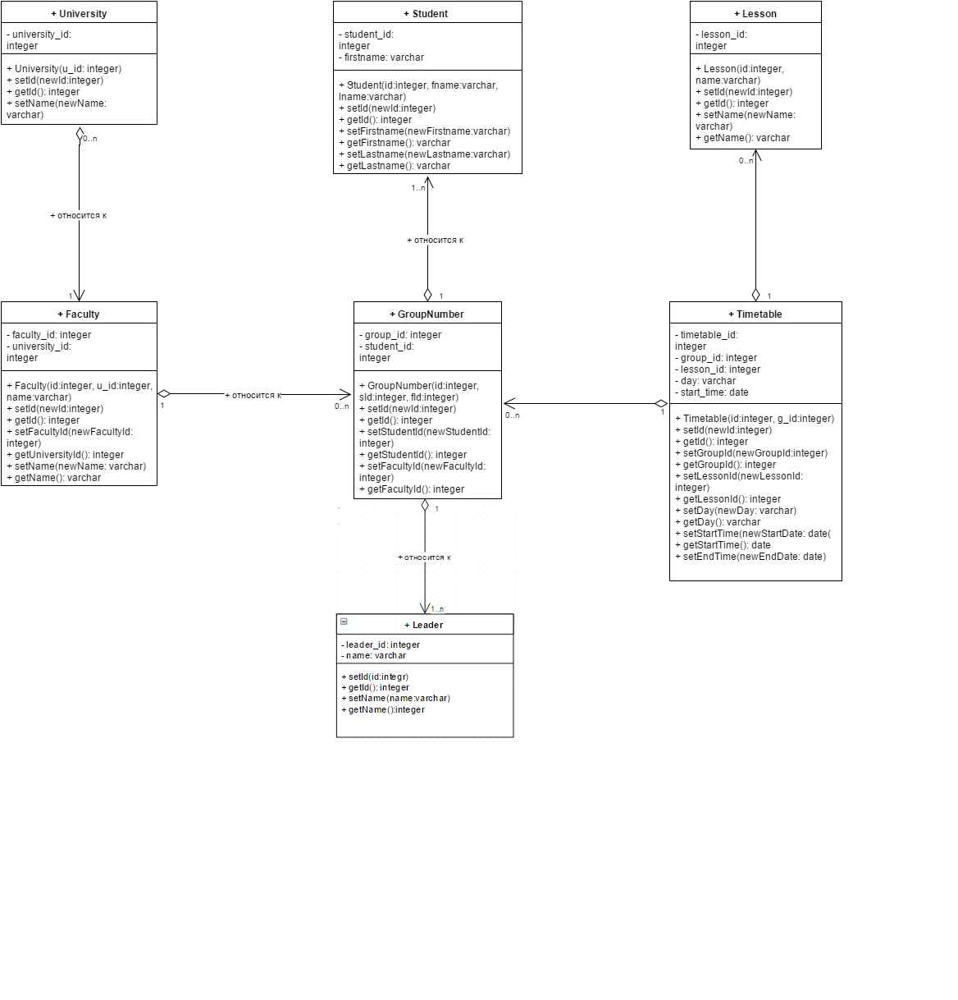 + University
- university_id:
integer
+ University(u_id: integer)
+ setId(newId:integer)
+ getId(): integer
+ setName(newName:
varchar)
0..n
+ относится к
1
+ Student
- student_id:
integer
- firstname: varchar
+ Student(id:integer, fname:varchar,
lname:varchar)
+ setId(newId:integer)
+ getId(): integer
+ setFirstname(newFirstname:varchar)
+ getFirstname(): varchar
+ setLastname(newLastname:varchar)
+ getLastname(): varchar
1..n
+ относится к
1
+ Lesson
- lesson_id:
integer
+ Lesson(id:integer,
name:varchar)
+ setId(newId:integer)
+ getId(): integer
+ setName(newName:
varchar)
+ getName(): varchar
0..n
1
+ Faculty
- faculty_id: integer
- university_id:
integer
+ Faculty(id:integer, u_id:integer,
name:varchar)
+ setId(newId:integer)
+ getId(): integer
+ setFacultyId(newFacultyId:
integer)
+ getUniversityId(): integer
+ setName(newName: varchar)
+ getName(): varchar
1
+ относится к
0..n
+ GroupNumber
- group_id: integer
- student_id:
integer
+ GroupNumber(id:integer,
sId:integer, fId:integer)
+ setId(newId:integer)
+ getId(): integer
+ setStudentId(newStudentId:
integer)
+ getStudentId(): integer
+ setFacultyId(newFacultyId:
integer)
+ getFacultyId(): integer
0..n
1
+ Timetable
- timetable_id:
integer
- group_id: integer
- lesson_id: integer
- day: varchar
- start_time: date
+ Timetable(id:integer, g_id:integer)
+ setId(newId:integer)
+ getId(): integer
+ setGroupId(newGroupId:integer)
+ getGroupId(): integer
+ setLessonId(newLessonId:
integer)
+ getLessonId(): integer
+ setDay(newDay: varchar)
+ getDay(): varchar
+ setStartTime(newStartDate: date(
+ getStartTime(): date
+ setEndTime(newEndDate: date)
1
+ относится к
1..n
+ Leader
- leader_id: integer
- name: varchar
+ setId(id:integr)
+ getId(): integer
+ setName(name:varchar)
+ getName():integer